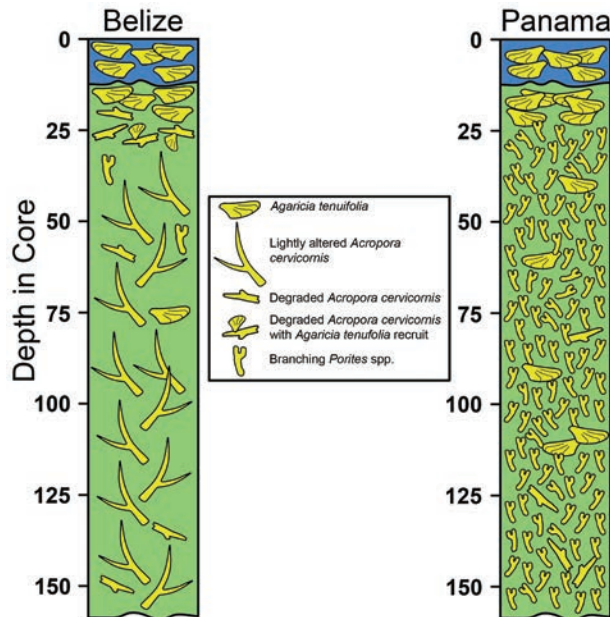 Belize
Panama
0
25
50
75
100
125
150
Depth in Core
Agaricia tenuifolia
Lightly altered Acropora
cervicornis
Degraded Acropora cervicornis
Degraded Acropora cervicornis
with Agaricia tenufolia recruit
Branching Porites spp.
0
25
50
75
100
125
150